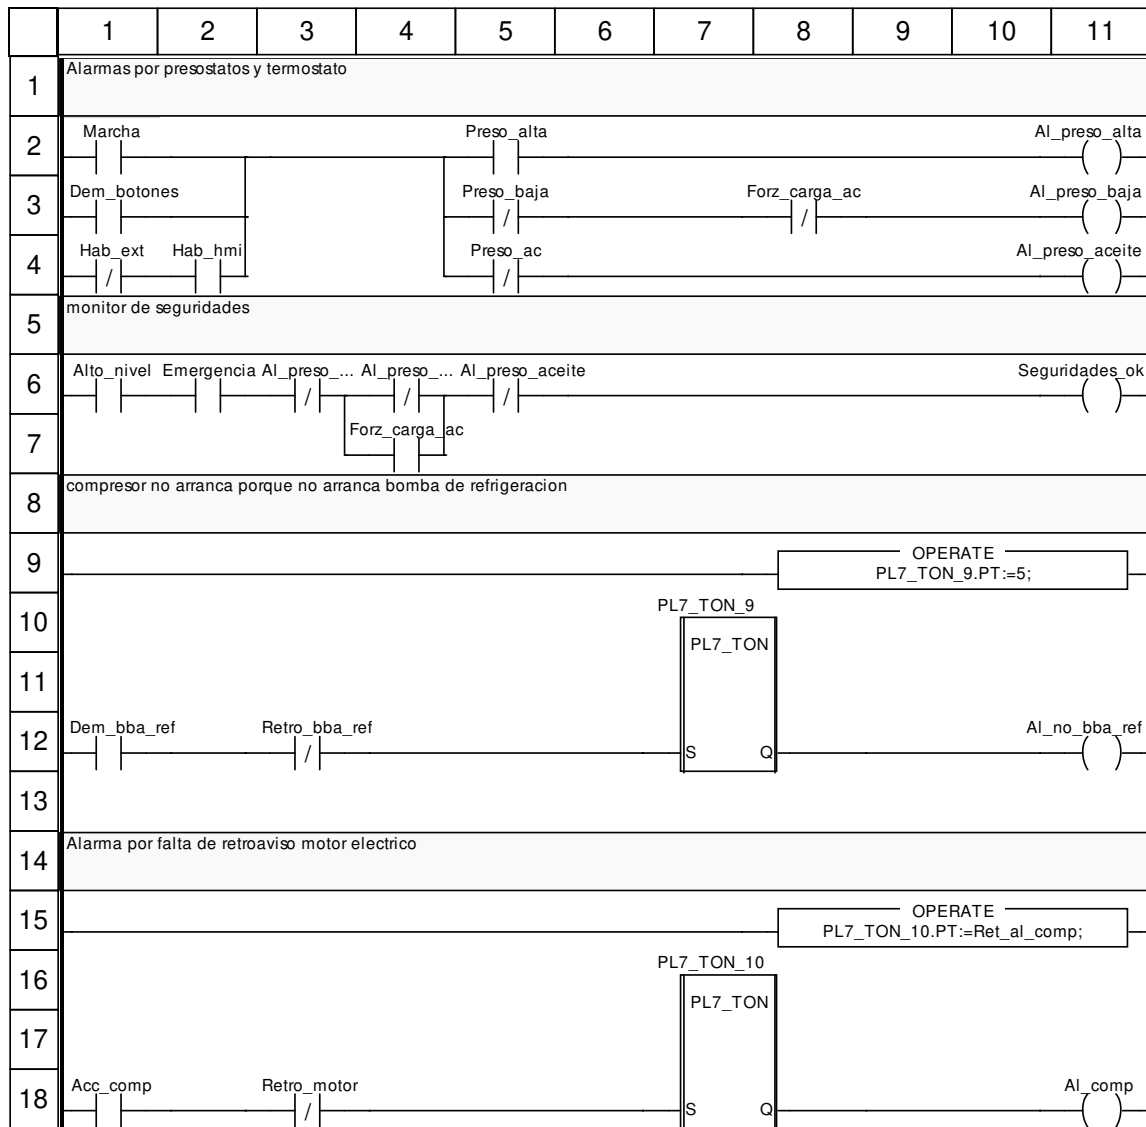 1 2 3 4 5 6 7 8 9 10 11
1 Alarmas por presostatos y termostato
Marcha Preso_alta Al_preso_alta
2
Dem_botones Preso_baja Forz_carga_ac Al_preso_baja
3
Hab_ext Hab_hmi Preso_ac Al_preso_aceite
4
5 monitor de seguridades
Alto_nivel Emergencia Al_preso_... Al_preso_... Al_preso_aceite Seguridades_ok
6
Forz_carga_ac
7
8 compresor no arranca porque no arranca bomba de refrigeracion
9 OPERATE
PL7_TON_9.PT:=5;
PL7_TON_9
10
PL7_TON
11
Dem_bba_ref Retro_bba_ref Al_no_bba_ref
12 S Q
13
14 Alarma por falta de retroaviso motor electrico
15 OPERATE
PL7_TON_10.PT:=Ret_al_comp;
PL7_TON_10
16
PL7_TON
17
Acc_comp Retro_motor Al_comp
18 S Q